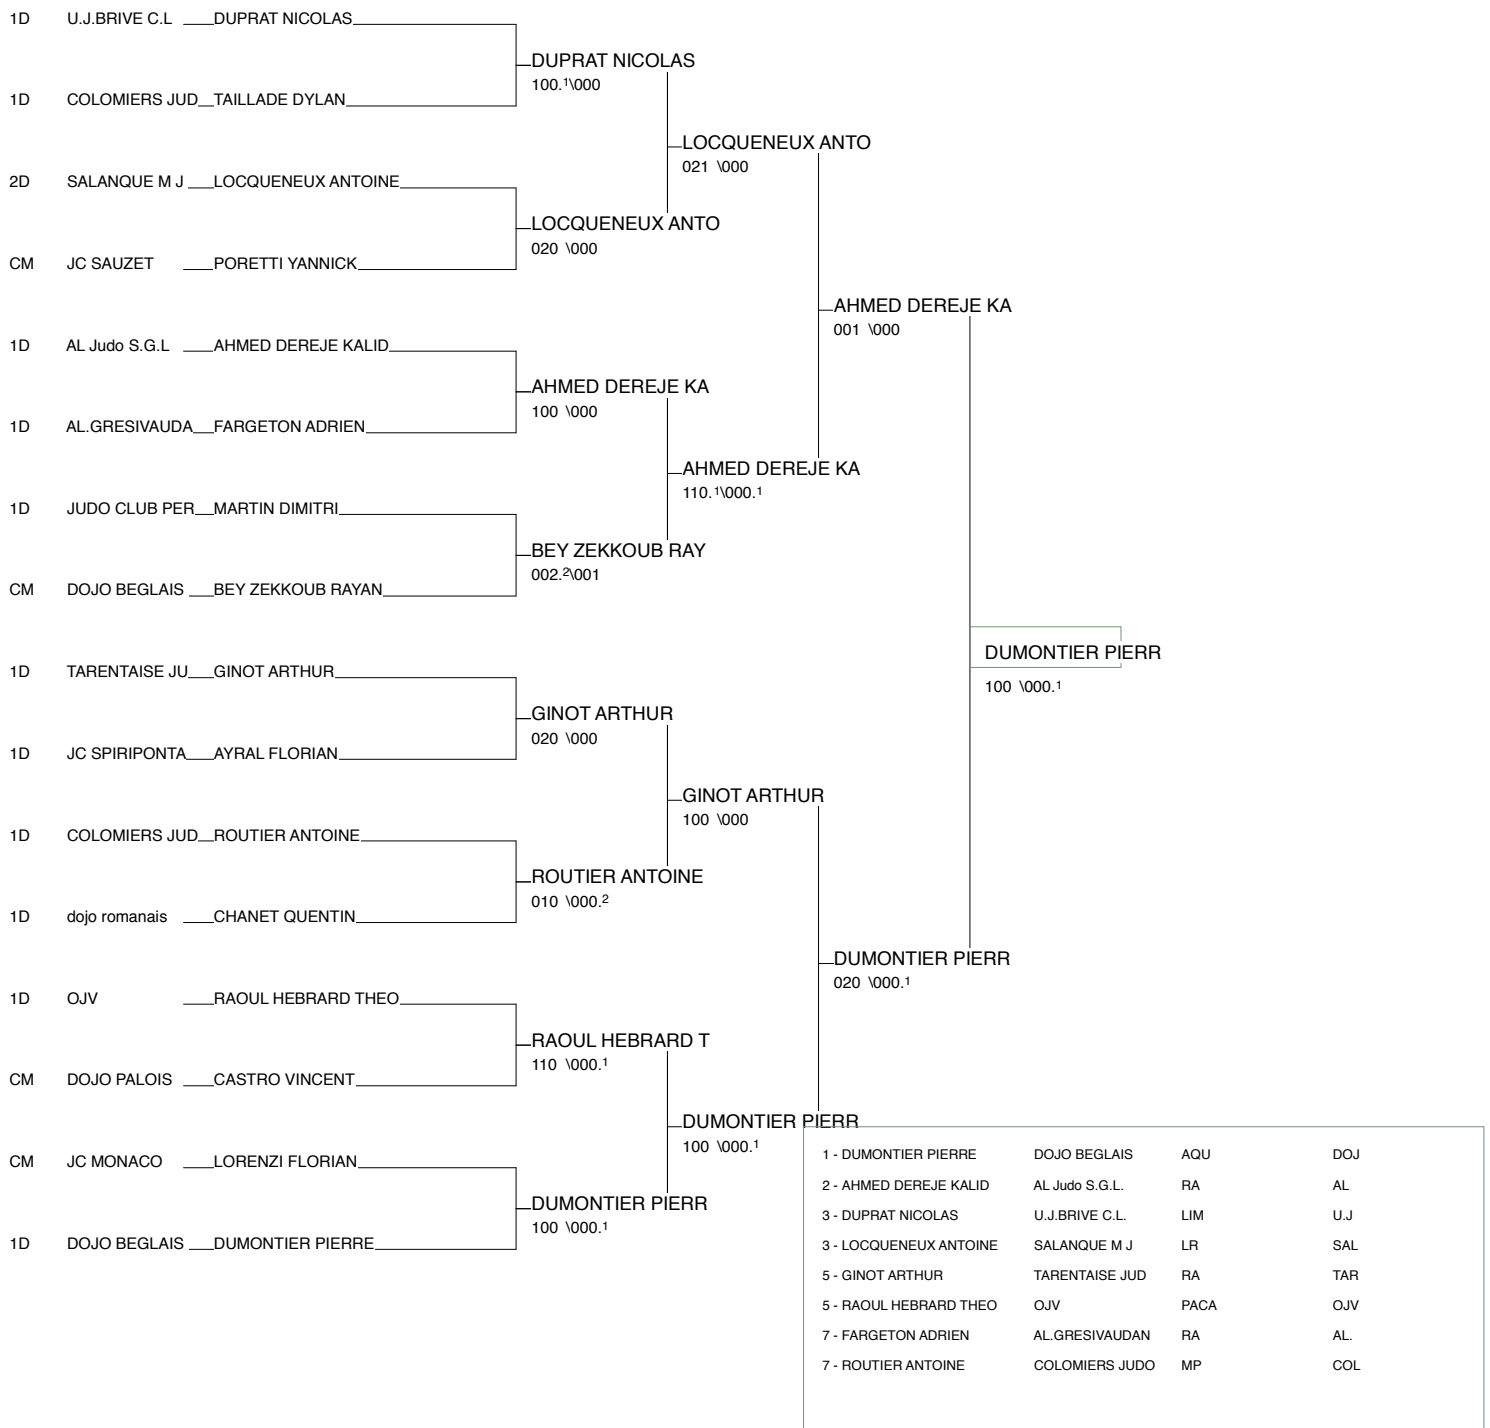 1D U.J.BRIVE C.L DUPRAT NICOLAS
DUPRAT NICOLAS
100.¹\000
1D COLOMIERS JUD TAILLADE DYLAN
LOCQUENEUX ANTO
021 \000
2D SALANQUE M J LOCQUENEUX ANTOINE
LOCQUENEUX ANTO
020 \000
CM JC SAUZET PORETTI YANNICK
AHMED DEREJE KA
001 \000
1D AL Judo S.G.L AHMED DEREJE KALID
AHMED DEREJE KA
100 \000
1D AL.GRESIVAUDA FARGETON ADRIEN
AHMED DEREJE KA
110.¹\000.¹
1D JUDO CLUB PER MARTIN DIMITRI
BEY ZEKKOUB RAY
002.²\001
CM DOJO BEGLAIS BEY ZEKKOUB RAYAN
DUMONTIER PIERR
100 \000.¹
1D TARENTAISE JU GINOT ARTHUR
GINOT ARTHUR
020 \000
1D JC SPIRIPONTA AYRAL FLORIAN
GINOT ARTHUR
100 \000
1D COLOMIERS JUD ROUTIER ANTOINE
ROUTIER ANTOINE
010 \000.²
1D dojo romanais CHANET QUENTIN
DUMONTIER PIERR
020 \000.¹
1D OJV RAOUL HEBRARD THEO
RAOUL HEBRARD T
110 \000.¹
CM DOJO PALOIS CASTRO VINCENT
DUMONTIER PIERR
100 \000.¹
CM JC MONACO LORENZI FLORIAN
DUMONTIER PIERR
100 \000.¹
1D DOJO BEGLAIS DUMONTIER PIERRE
1 - DUMONTIER PIERRE DOJO BEGLAIS AQU DOJ
2 - AHMED DEREJE KALID AL Judo S.G.L. RA AL
3 - DUPRAT NICOLAS U.J.BRIVE C.L. LIM U.J
3 - LOCQUENEUX ANTOINE SALANQUE M J LR SAL
5 - GINOT ARTHUR TARENTAISE JUD RA TAR
5 - RAOUL HEBRARD THEO OJV PACA OJV
7 - FARGETON ADRIEN AL.GRESIVAUDAN RA AL.
7 - ROUTIER ANTOINE COLOMIERS JUDO MP COL